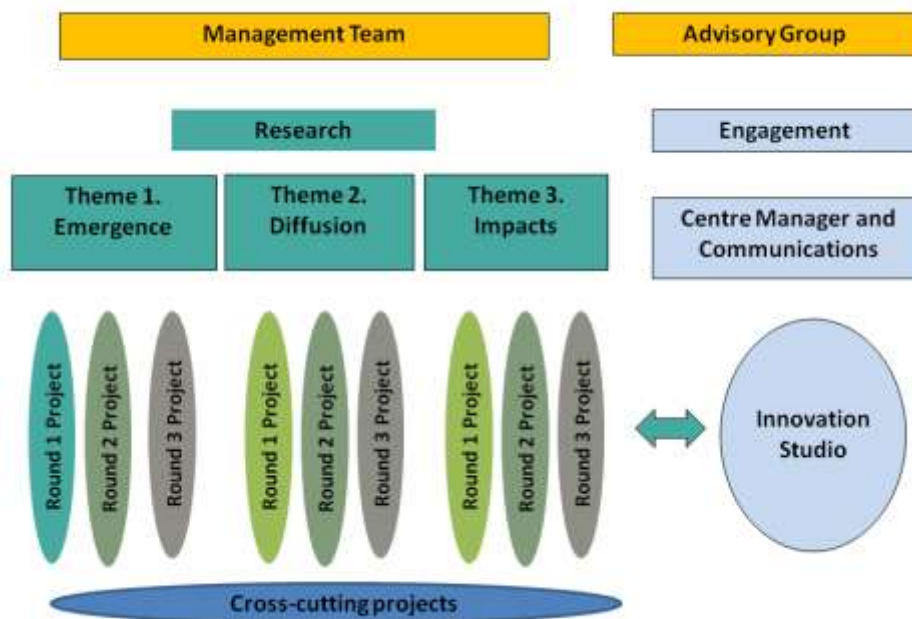 Management Team
Advisory Group
Research
Engagement
Theme 1.
Emergence
Theme 2.
Diffusion
Theme 3.
Impacts
Centre Manager and
Communications
Round 1 Project
Round 2 Project
Round 3 Project
Round 1 Project
Round 2 Project
Round 3 Project
Round 1 Project
Round 2 Project
Round 3 Project
Innovation
Studio
Cross-cutting projects